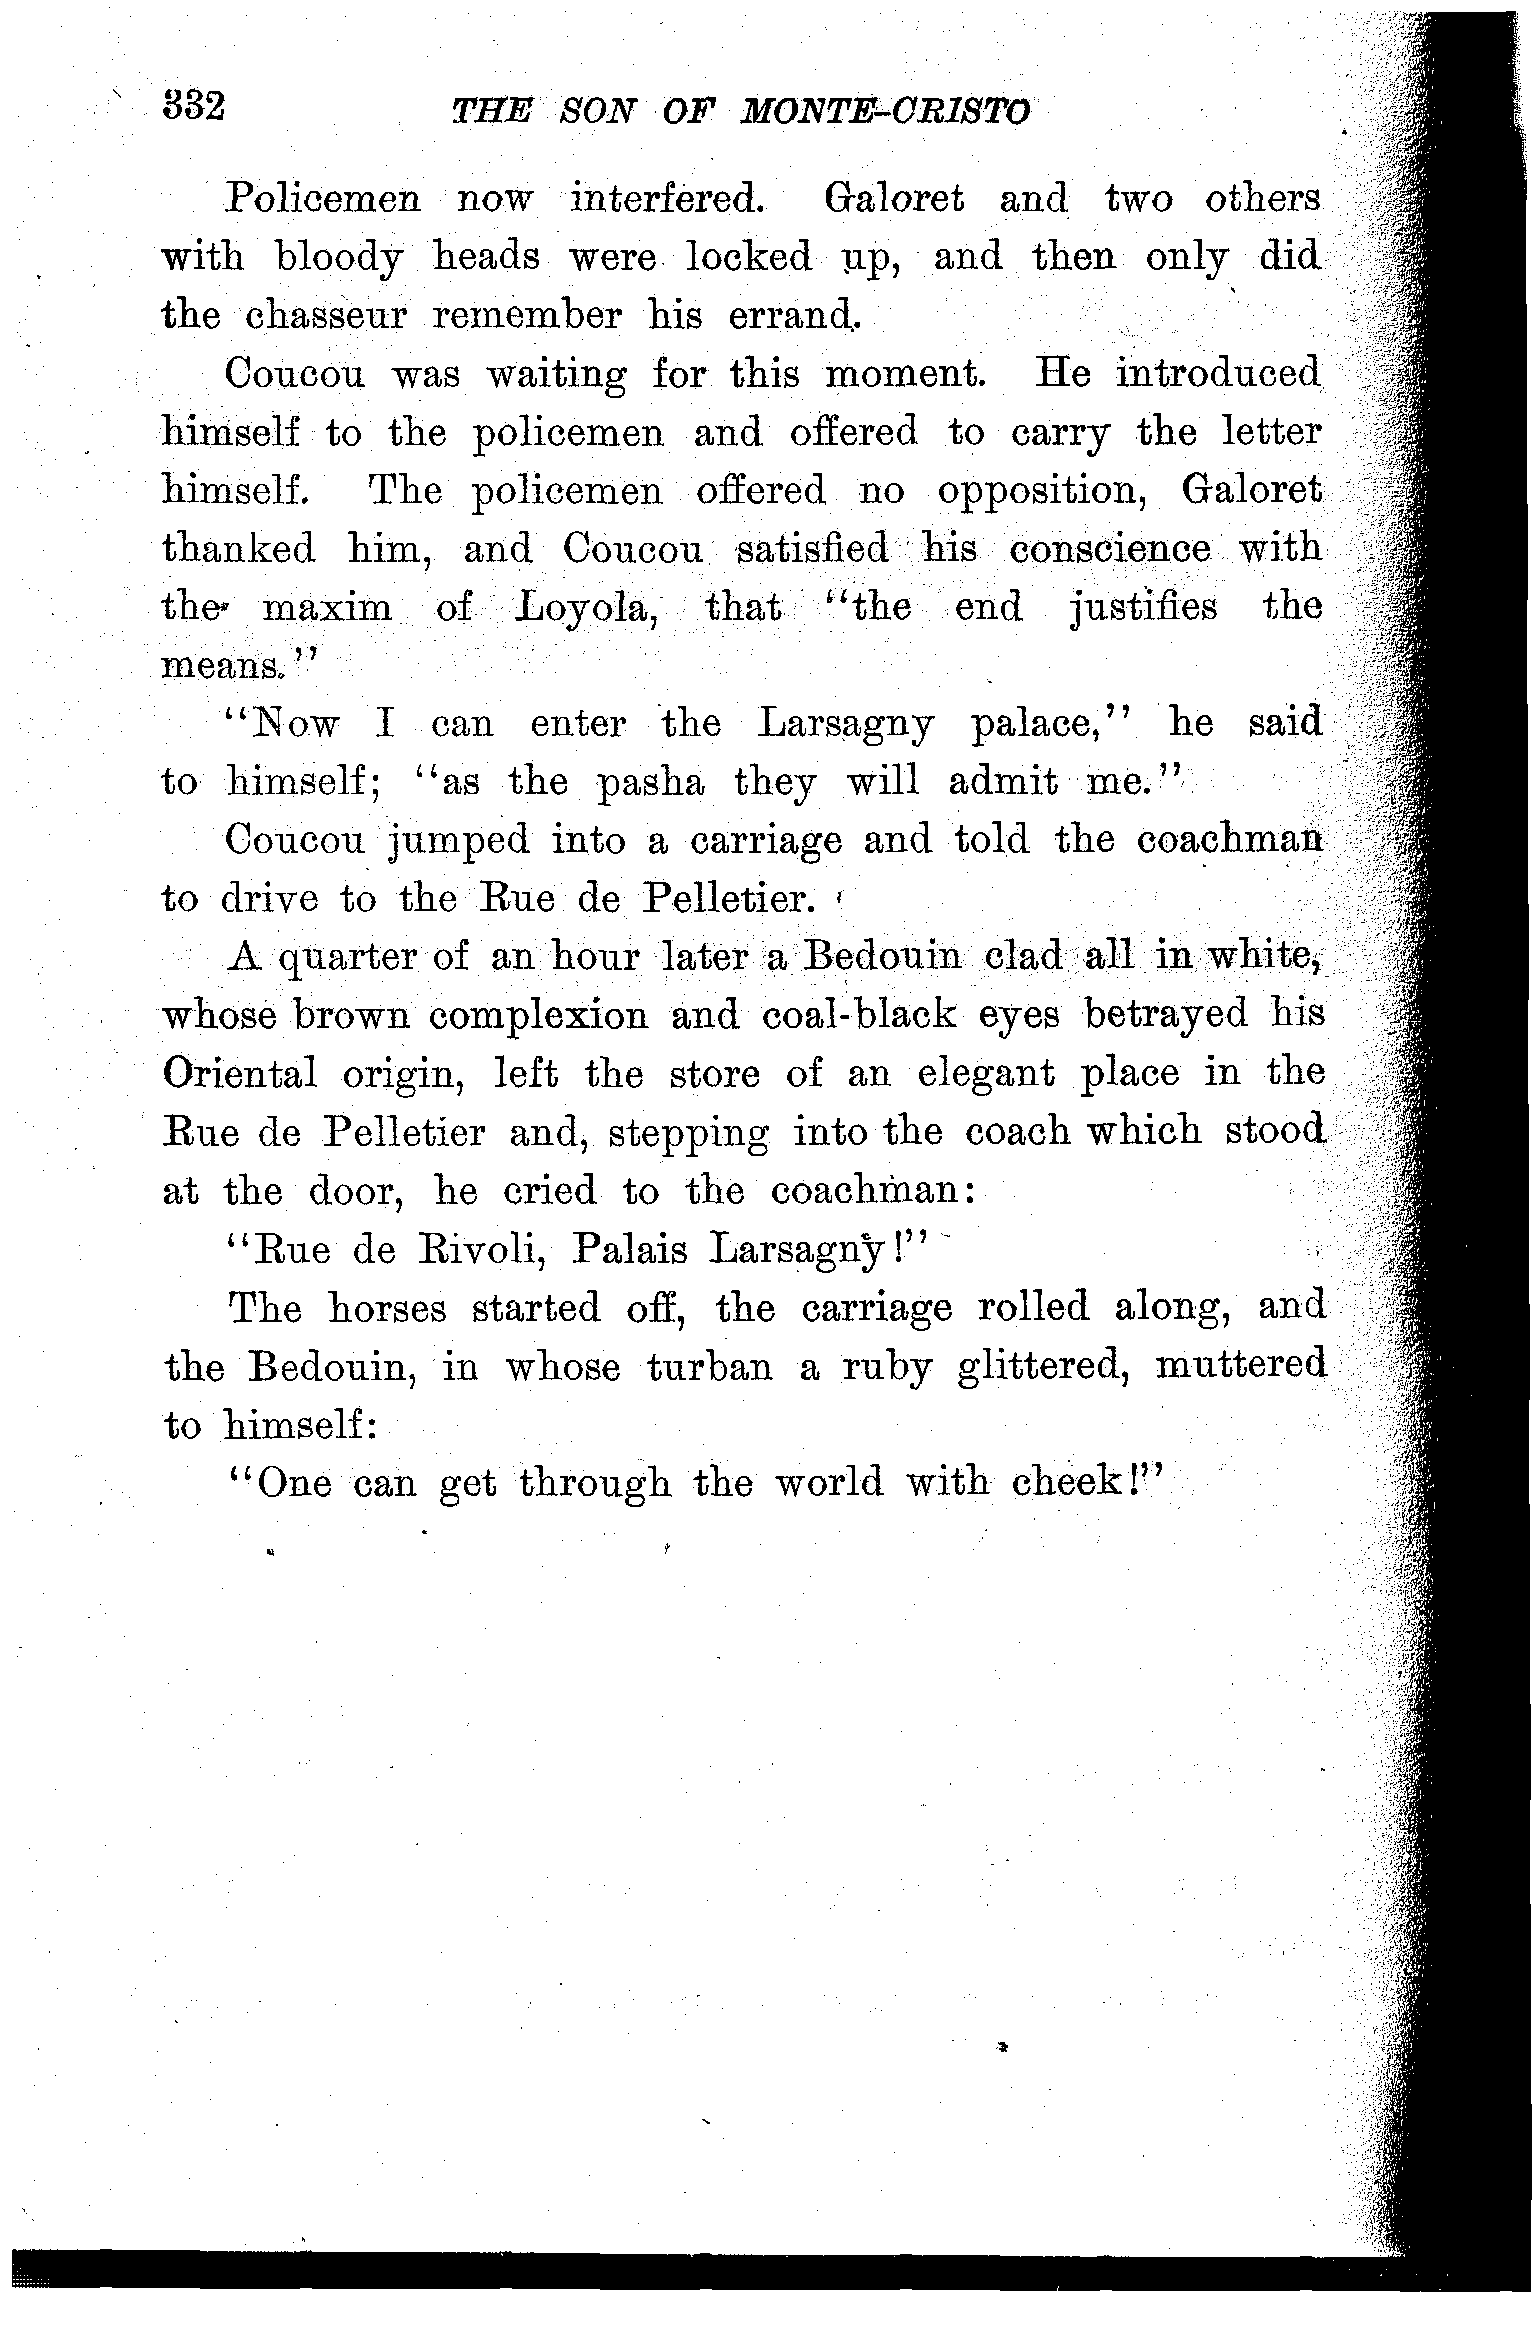 332 THE SON OF MONTE-CRISTO
Policemen now interfered. Galoret and two others
with bloody heads were locked up, and then only did
the chasseur remember his errand.
Coucou was waiting for this moment. He introduced
himself to the policemen and offered to carry the letter
himself. The policemen offered no opposition, Galoret
thanked him, and Coucou satisfied his conscience with
the maxim of Loyola, that "the end justifies the
means."
"Now I can enter the Larsagny palace," he said
to himself; "as the pasha they will admit me."
Coucou jumped into a carriage and told the coachman
to drive to the Rue de Pelletier.
A quarter of an hour later a Bedouin clad all in white,
whose brown complexion and coal-black eyes betrayed his
Oriental origin, left the store of an elegant place in the
Rue de Pelletier and, stepping into the coach which stood
at the door, he cried to the coachman:
"Rue de Rivoli, Palais Larsagny!"
The horses started off, the carriage rolled along, and
the Bedouin, in whose turban a ruby glittered, muttered
to himself:
"One can get through the world with cheek!"